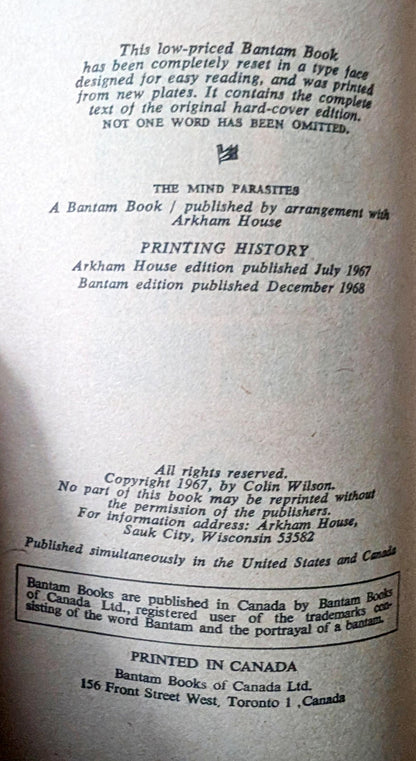 This low-priced Bantam Book
has been completely reset in a type face
designed for easy reading, and was printed
from new plates. It contains the complete
text of the original hard-cover edition.
NOT ONE WORD HAS BEEN OMITTED.
THE MIND PARASITES
A Bantam Book / published by arrangement with
Arkham House
PRINTING HISTORY
Arkham House edition published July 1967
Bantam edition published December 1968
All rights reserved.
Copyright 1967, by Colin Wilson.
No part of this book may be reprinted without
the permission of the publishers.
For information address: Arkham House,
Sauk City, Wisconsin 53582
Published simultaneously in the United States and Canada
Bantam Books are published in Canada by Bantam Books
of Canada Ltd., registered user of the trademarks con-
sisting of the word Bantam and the portrayal of a bantam.
PRINTED IN CANADA
Bantam Books of Canada Ltd.
156 Front Street West, Toronto 1 ,Canada